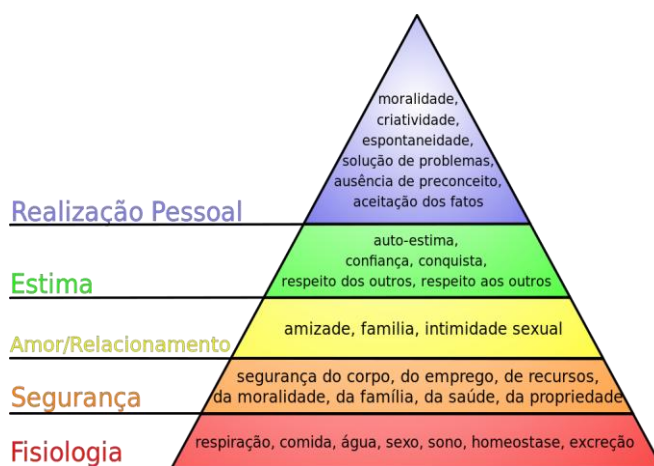 moralidade,
criatividade,
espontaneidade,
solução de problemas,
ausência de preconceito,
aceitação dos fatos
Realização Pessoal
auto-estima,
confiança, conquista,
respeito dos outros, respeito aos outros
Estima
amizade, familia, intimidade sexual
Amor/Relacionamento
segurança do corpo, do emprego, de recursos,
da moralidade, da família, da saúde, da propriedade
Segurança
respiração, comida, água, sexo, sono, homeostase, excreção
Fisiologia